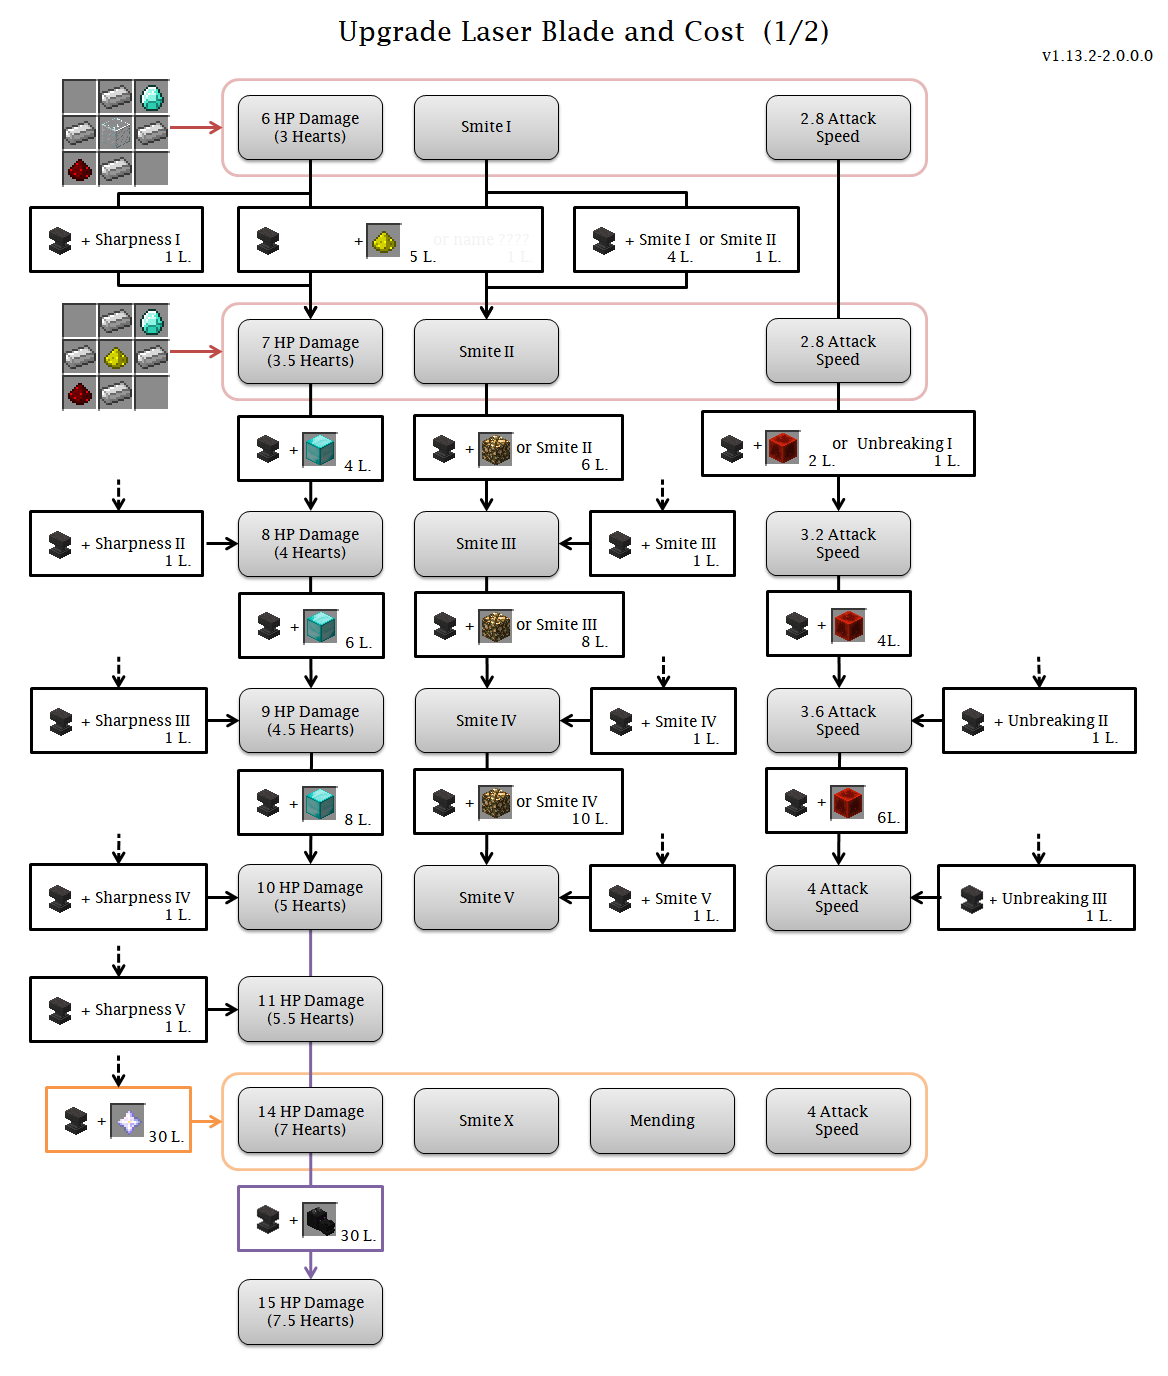 Upgrade Laser Blade and Cost (1/2)
v1.13.2-2.0.0.0
6 HP Damage
(3 Hearts)
Smite I
2.8 Attack
Speed
+ Sharpness I
1 L.
+
or name ????
5 L.
1 L.
+ Smite I or Smite II
4 L. 1 L.
7 HP Damage
(3.5 Hearts)
Smite II
2.8 Attack
Speed
+
4 L.
+ or Smite II
6 L.
+ or Unbreaking I
2 L. 1 L.
+ Sharpness II
1 L.
8 HP Damage
(4 Hearts)
Smite III
+ Smite III
1 L.
3.2 Attack
Speed
+
6 L.
+ or Smite III
8 L.
+
4L.
+ Sharpness III
1 L.
9 HP Damage
(4.5 Hearts)
Smite IV
+ Smite IV
1 L.
3.6 Attack
Speed
+ Unbreaking II
1 L.
+
8 L.
+ or Smite IV
10 L.
+
6L.
+ Sharpness IV
1 L.
10 HP Damage
(5 Hearts)
Smite V
+ Smite V
1 L.
4 Attack
Speed
+ Unbreaking III
1 L.
+ Sharpness V
1 L.
11 HP Damage
(5.5 Hearts)
+
30 L.
14 HP Damage
(7 Hearts)
Smite X
Mending
4 Attack
Speed
+
30 L.
15 HP Damage
(7.5 Hearts)